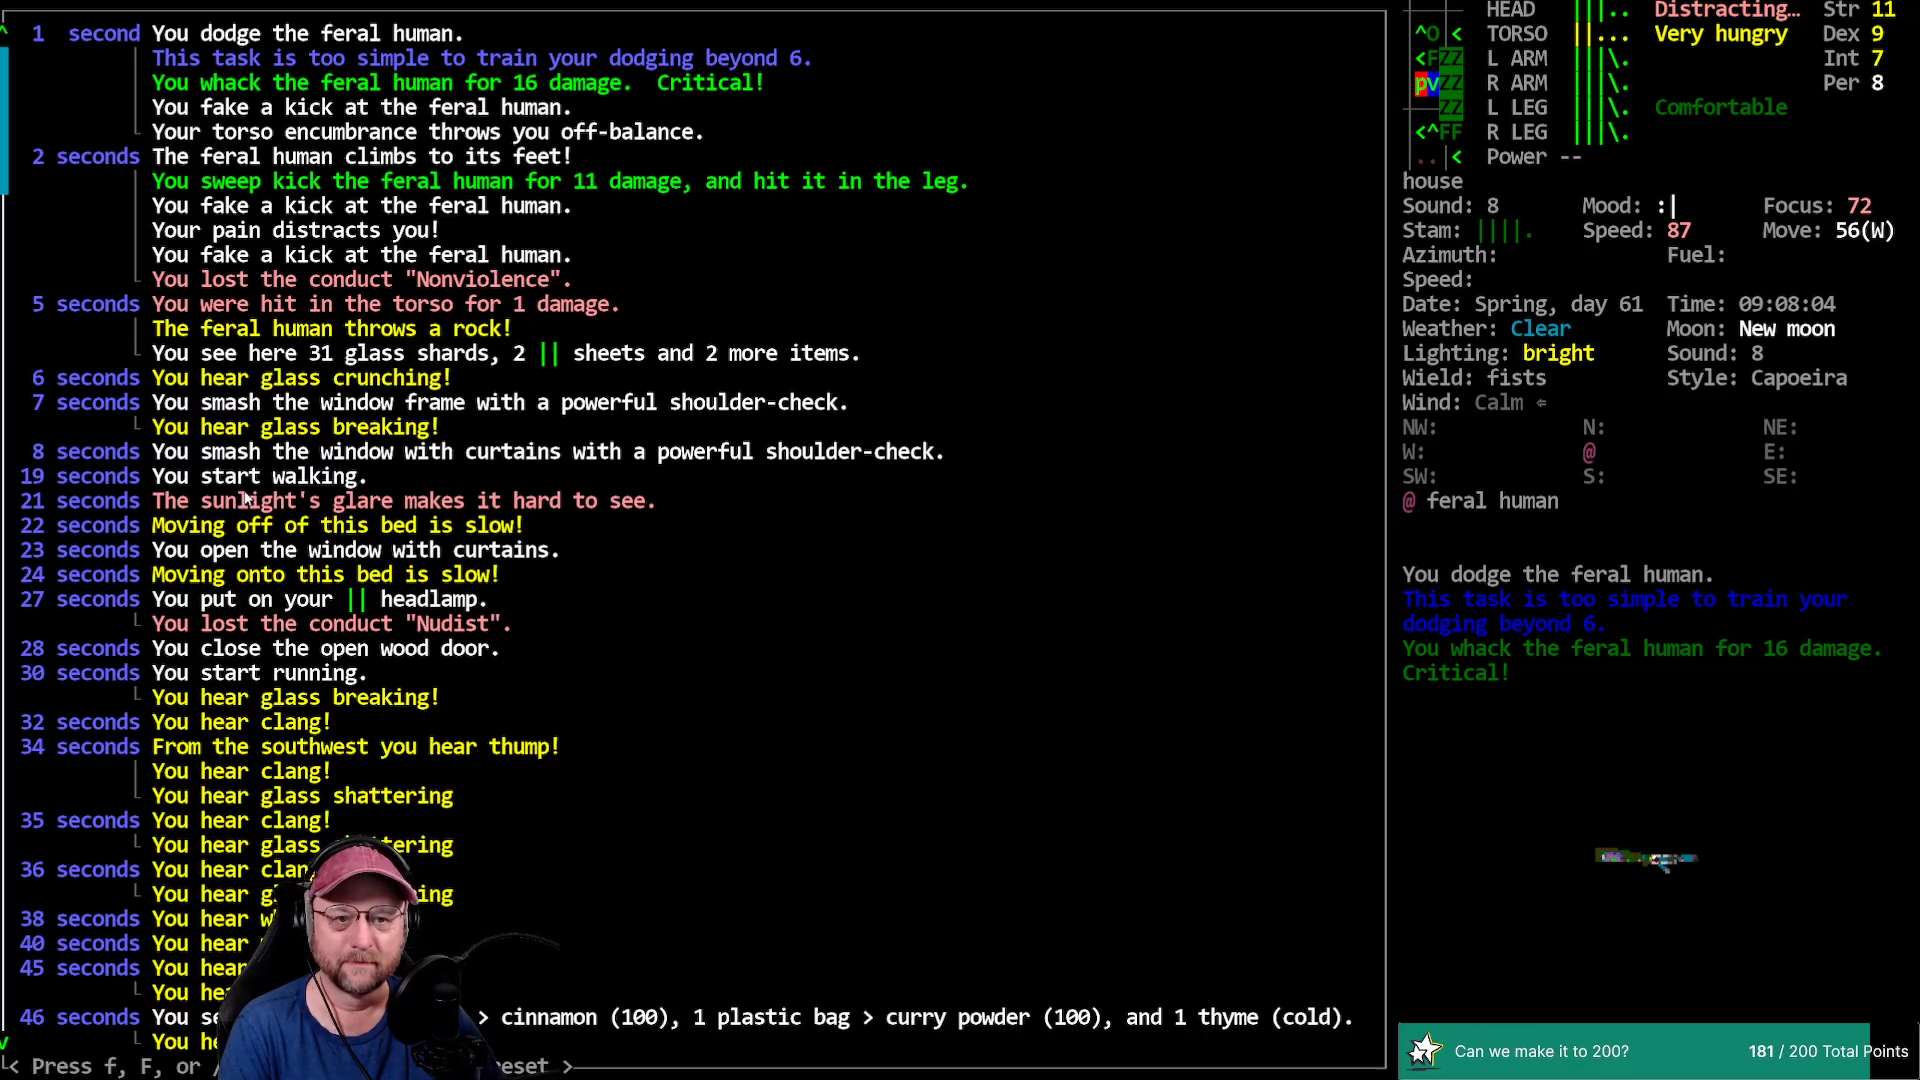 1 second You dodge the feral human.
This task is too simple to train your dodging beyond 6.
You whack the feral human for 16 damage. Critical!
You fake a kick at the feral human.
Your torso encumbrance throws you off-balance.
2 seconds The feral human climbs to its feet!
You sweep kick the feral human for 11 damage, and hit it in the leg.
You fake a kick at the feral human.
Your pain distracts you!
You fake a kick at the feral human.
You lost the conduct "Nonviolence".
5 seconds You were hit in the torso for 1 damage.
The feral human throws a rock!
You see here 31 glass shards, 2 || sheets and 2 more items.
6 seconds You hear glass crunching!
7 seconds You smash the window frame with a powerful shoulder-check.
You hear glass breaking!
8 seconds You smash the window with curtains with a powerful shoulder-check.
19 seconds You start walking.
21 seconds The sunlight's glare makes it hard to see.
22 seconds Moving off of this bed is slow!
23 seconds You open the window with curtains.
24 seconds Moving onto this bed is slow!
27 seconds You put on your || headlamp.
You lost the conduct "Nudist".
28 seconds You close the open wood door.
30 seconds You start running.
You hear glass breaking!
32 seconds You hear clang!
34 seconds From the southwest you hear thump!
You hear clang!
You hear glass shattering
35 seconds You hear clang!
You hear glass shattering
36 seconds You hear clang
You hear
38 seconds You hear
40 seconds You hear
45 seconds You hear
You
46 seconds You > cinnamon (100), 1 plastic bag > curry powder (100), and 1 thyme (cold).
You
< Press f, F, or / reset >
HEAD |||.. Distracting… Str 11
^O < TORSO ||... Very hungry Dex 9
<FZZ L ARM |||\. Int 7
pvZZ R ARM |||\. Per 8
ZZ L LEG |||\. Comfortable
<^FF R LEG |||\.
..|< Power --
house
Sound: 8 Mood: :| Focus: 72
Stam: ||||. Speed: 87 Move: 56(W)
Azimuth: Fuel:
Speed:
Date: Spring, day 61 Time: 09:08:04
Weather: Clear Moon: New moon
Lighting: bright Sound: 8
Wield: fists Style: Capoeira
Wind: Calm
NW: N: NE:
W: @ E:
SW: S: SE:
@ feral human
You dodge the feral human.
This task is too simple to train your
dodging beyond 6.
You whack the feral human for 16 damage.
Critical!
Can we make it to 200? 181 / 200 Total Points